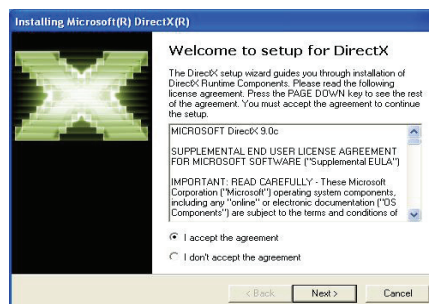 Installing Microsoft(R) DirectX(R)
Welcome to setup for DirectX
The DirectX setup wizard guides you through installation of
DirectX Runtime Components. Please read the following
license agreement. Press the PAGE DOWN key to see the rest
of the agreement. You must accept the agreement to continue
the setup.
MICROSOFT DirectX 9.0c
SUPPLEMENTAL END USER LICENSE AGREEMENT
FOR MICROSOFT SOFTWARE ("Supplemental EULA")
IMPORTANT: READ CAREFULLY - These Microsoft
Corporation ("Microsoft") operating system components,
including any "online" or electronic documentation ("OS
Components") are subject to the terms and conditions of
I accept the agreement
I don't accept the agreement
< Back Next > Cancel